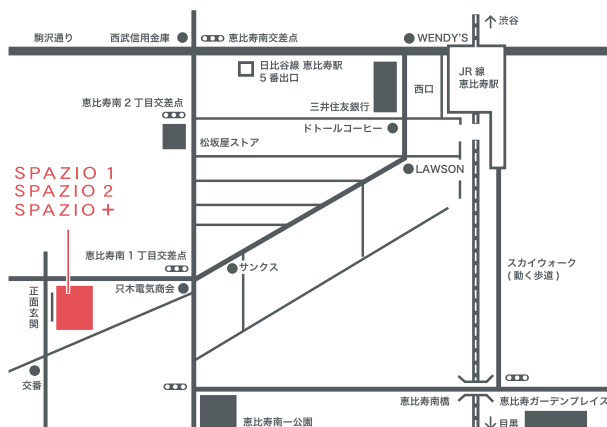 渋谷
駒沢通り
西武信用金庫
恵比寿南交差点
WENDY'S
日比谷線 恵比寿駅
5番出口
JR線
恵比寿駅
西口
三井住友銀行
恵比寿南2丁目交差点
ドトールコーヒー
松坂屋ストア
LAWSON
SPAZIO 1
SPAZIO 2
SPAZIO+
恵比寿南1丁目交差点
サンクス
スカイウォーク
(動く歩道)
只木電気商会
正面玄関
交番
恵比寿南橋
恵比寿ガーデンプレイス
恵比寿南一公園
目黒